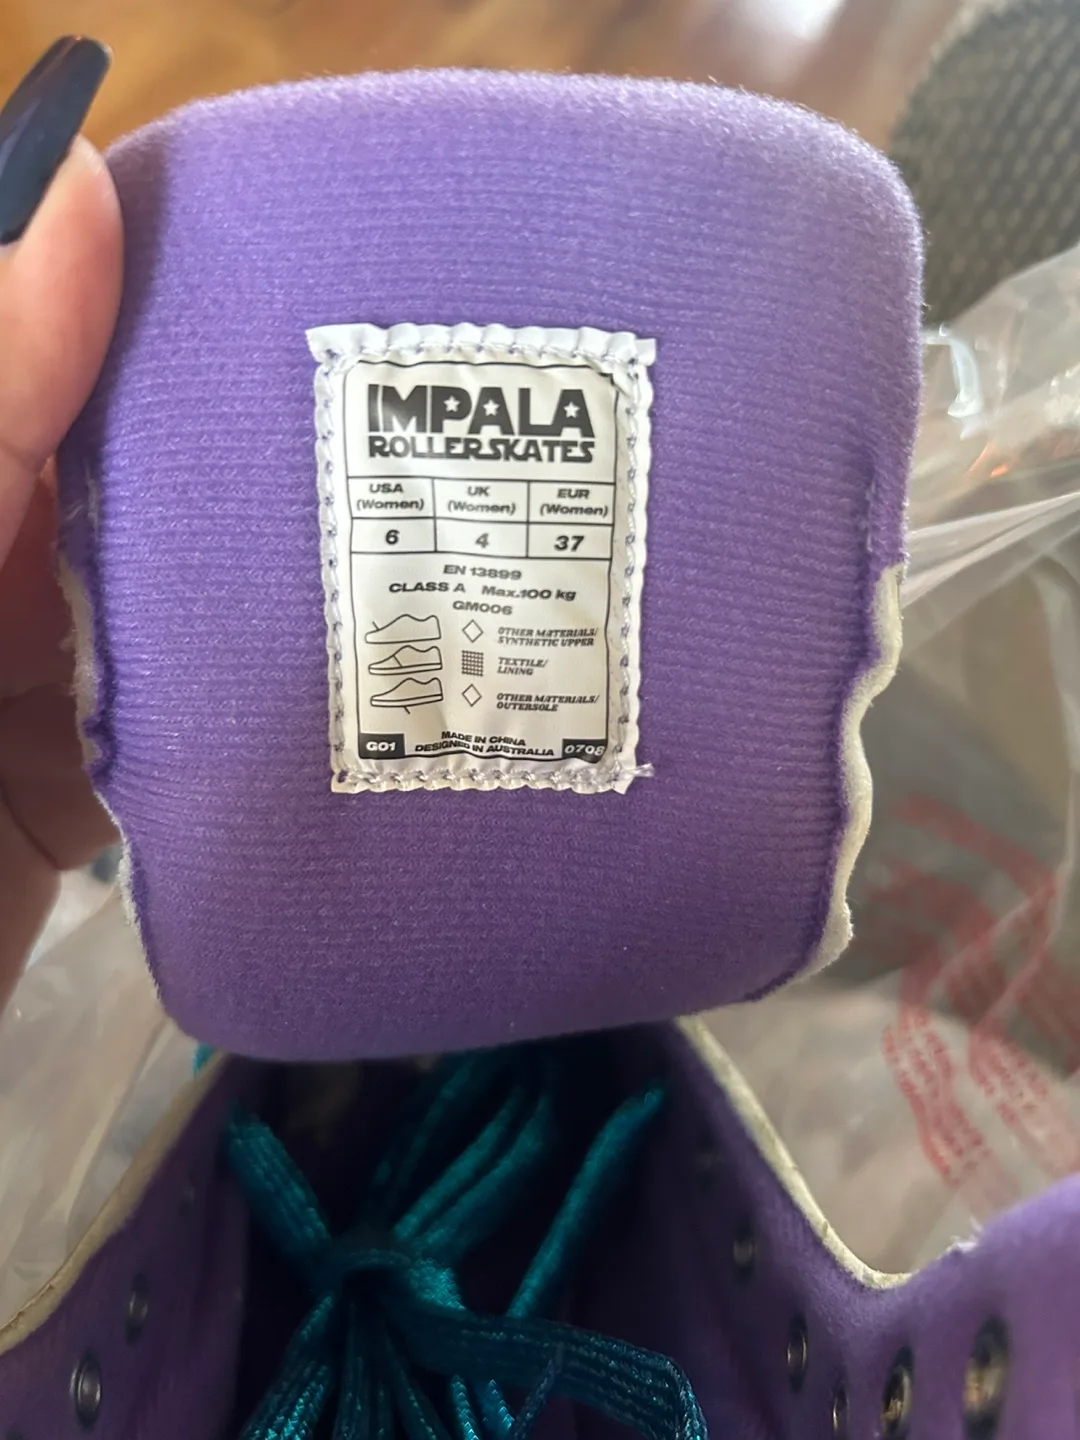 IMPALA
ROLLERSKATES
USA (Women) UK (Women) EUR (Women)
6 4 37
EN 13899
CLASS A Max.100 kg
GM006
OTHER MATERIALS/
SYNTHETIC UPPER
TEXTILE/
LINING
OTHER MATERIALS/
OUTERSOLE
G01 MADE IN CHINA
DESIGNED IN AUSTRALIA 0708